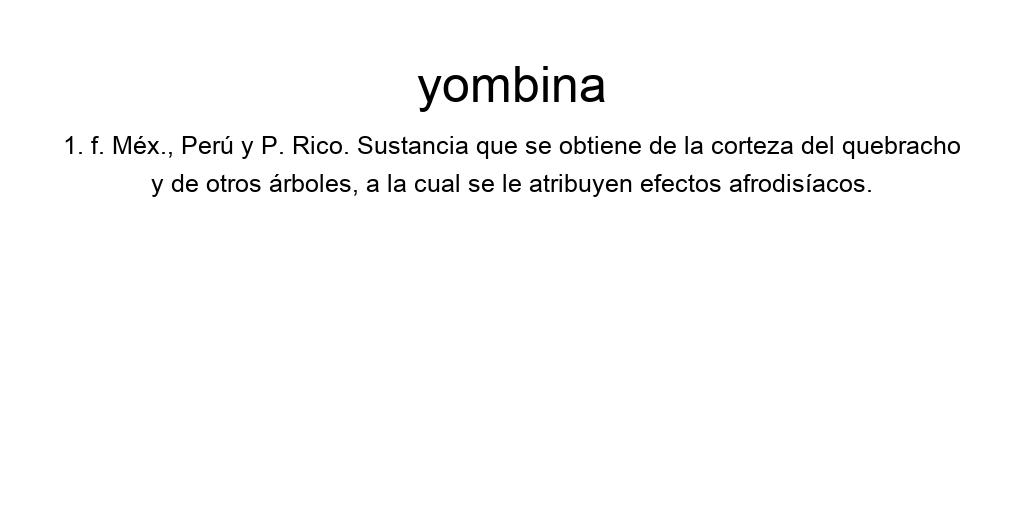 yombina
1. f. Méx., Perú y P. Rico. Sustancia que se obtiene de la corteza del quebracho
y de otros árboles, a la cual se le atribuyen efectos afrodisíacos.